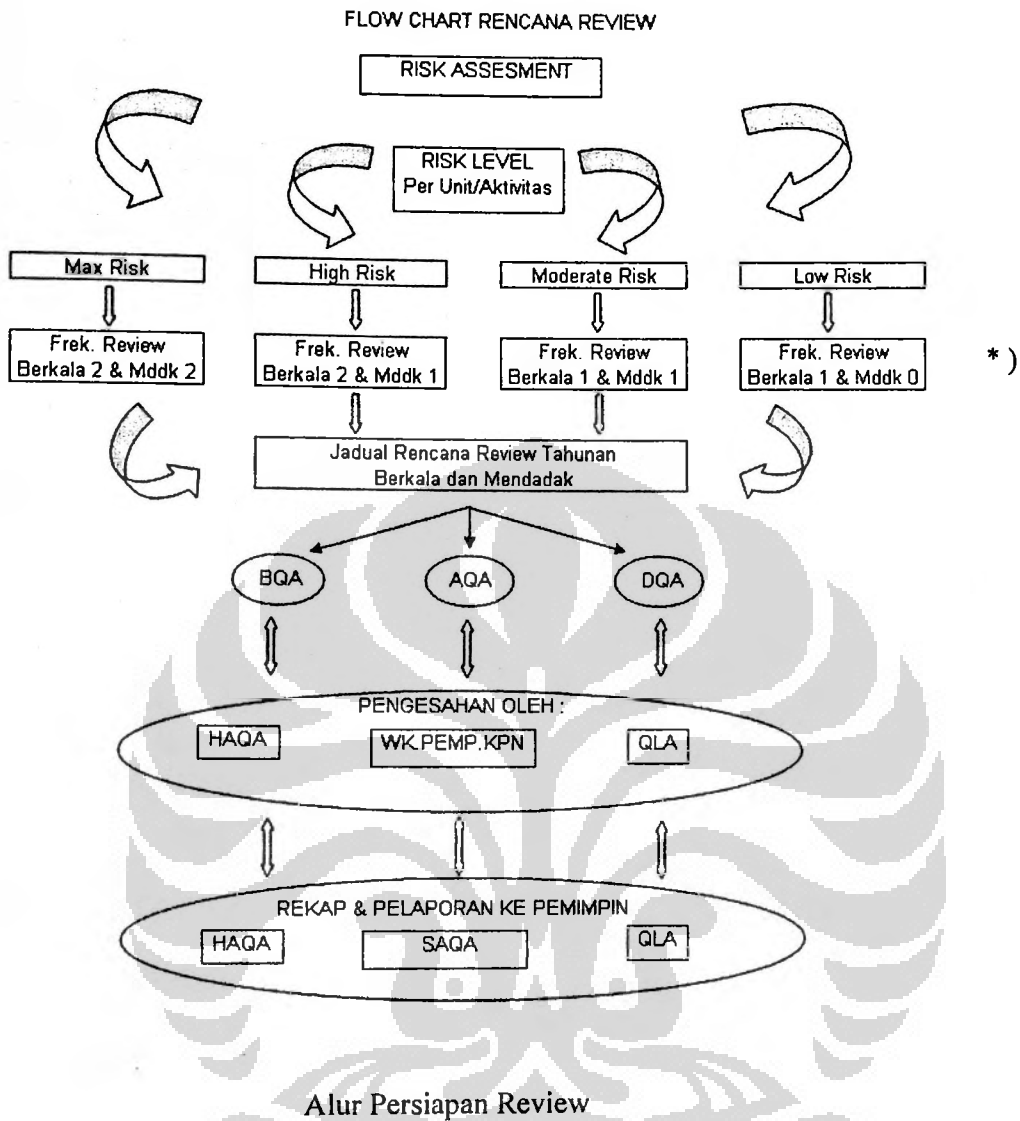 FLOW CHART RENCANA REVIEW
RISK ASSESMENT
RISK LEVEL
Per Unit/Aktivitas
Max Risk
High Risk
Moderate Risk
Low Risk
Frek. Review
Berkala 2 & Mddk 2
Frek. Review
Berkala 2 & Mddk 1
Frek. Review
Berkala 1 & Mddk 1
Frek. Review
Berkala 1 & Mddk 0
* )
Jadual Rencana Review Tahunan
Berkala dan Mendadak
BQA
AQA
DQA
PENGESAHAN OLEH :
HAQA
WK.PEMP.KPN
QLA
REKAP & PELAPORAN KE PEMIMPIN
HAQA
SAQA
QLA
Alur Persiapan Review